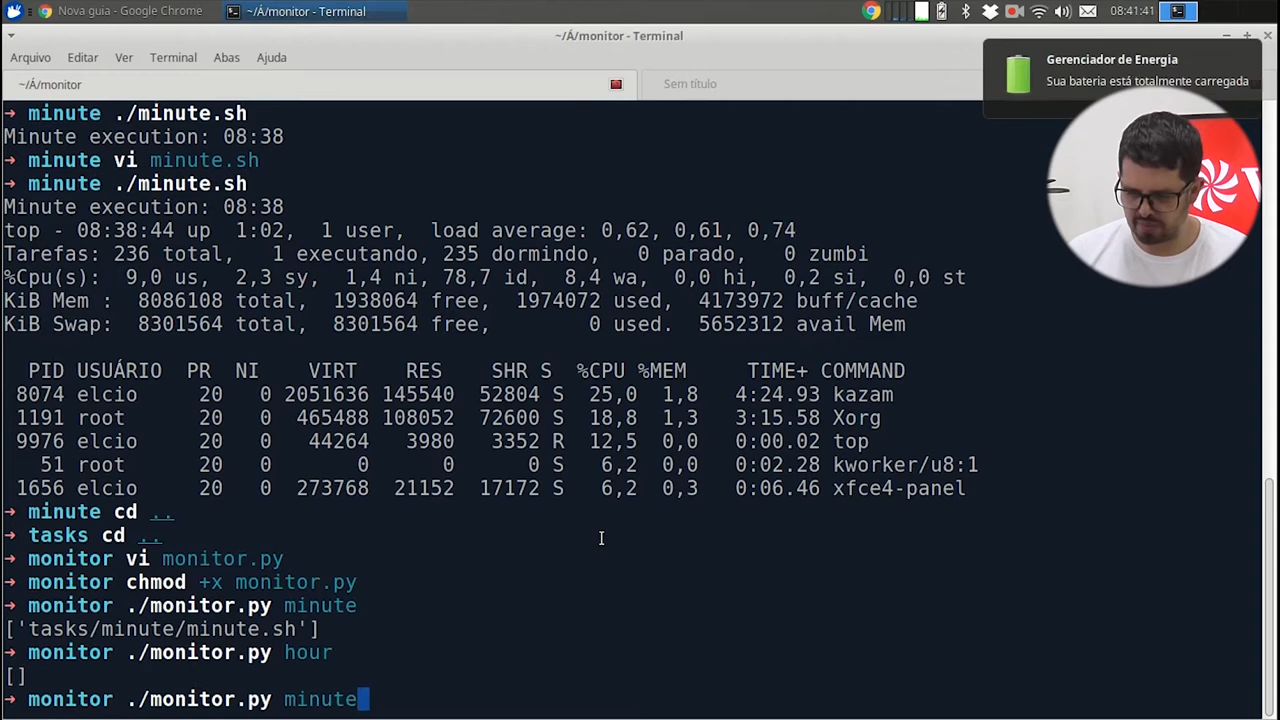 Nova guia - Google Chrome
~/Á/monitor - Terminal
08:41:41
~/Á/monitor - Terminal
Arquivo Editar Ver Terminal Abas Ajuda
~/Á/monitor
Sem título
Gerenciador de Energia
Sua bateria está totalmente carregada
→ minute ./minute.sh
Minute execution: 08:38
→ minute vi minute.sh
→ minute ./minute.sh
Minute execution: 08:38
top - 08:38:44 up 1:02, 1 user, load average: 0,62, 0,61, 0,74
Tarefas: 236 total, 1 executando, 235 dormindo, 0 parado, 0 zumbi
%Cpu(s): 9,0 us, 2,3 sy, 1,4 ni, 78,7 id, 8,4 wa, 0,0 hi, 0,2 si, 0,0 st
KiB Mem : 8086108 total, 1938064 free, 1974072 used, 4173972 buff/cache
KiB Swap: 8301564 total, 8301564 free, 0 used. 5652312 avail Mem
PID USUÁRIO PR NI VIRT RES SHR S %CPU %MEM TIME+ COMMAND
8074 elcio 20 0 2051636 145540 52804 S 25,0 1,8 4:24.93 kazam
1191 root 20 0 465488 108052 72600 S 18,8 1,3 3:15.58 Xorg
9976 elcio 20 0 44264 3980 3352 R 12,5 0,0 0:00.02 top
51 root 20 0 0 0 0 S 6,2 0,0 0:02.28 kworker/u8:1
1656 elcio 20 0 273768 21152 17172 S 6,2 0,3 0:06.46 xfce4-panel
→ minute cd ..
→ tasks cd ..
→ monitor vi monitor.py
→ monitor chmod +x monitor.py
→ monitor ./monitor.py minute
['tasks/minute/minute.sh']
→ monitor ./monitor.py hour
[]
→ monitor ./monitor.py minute